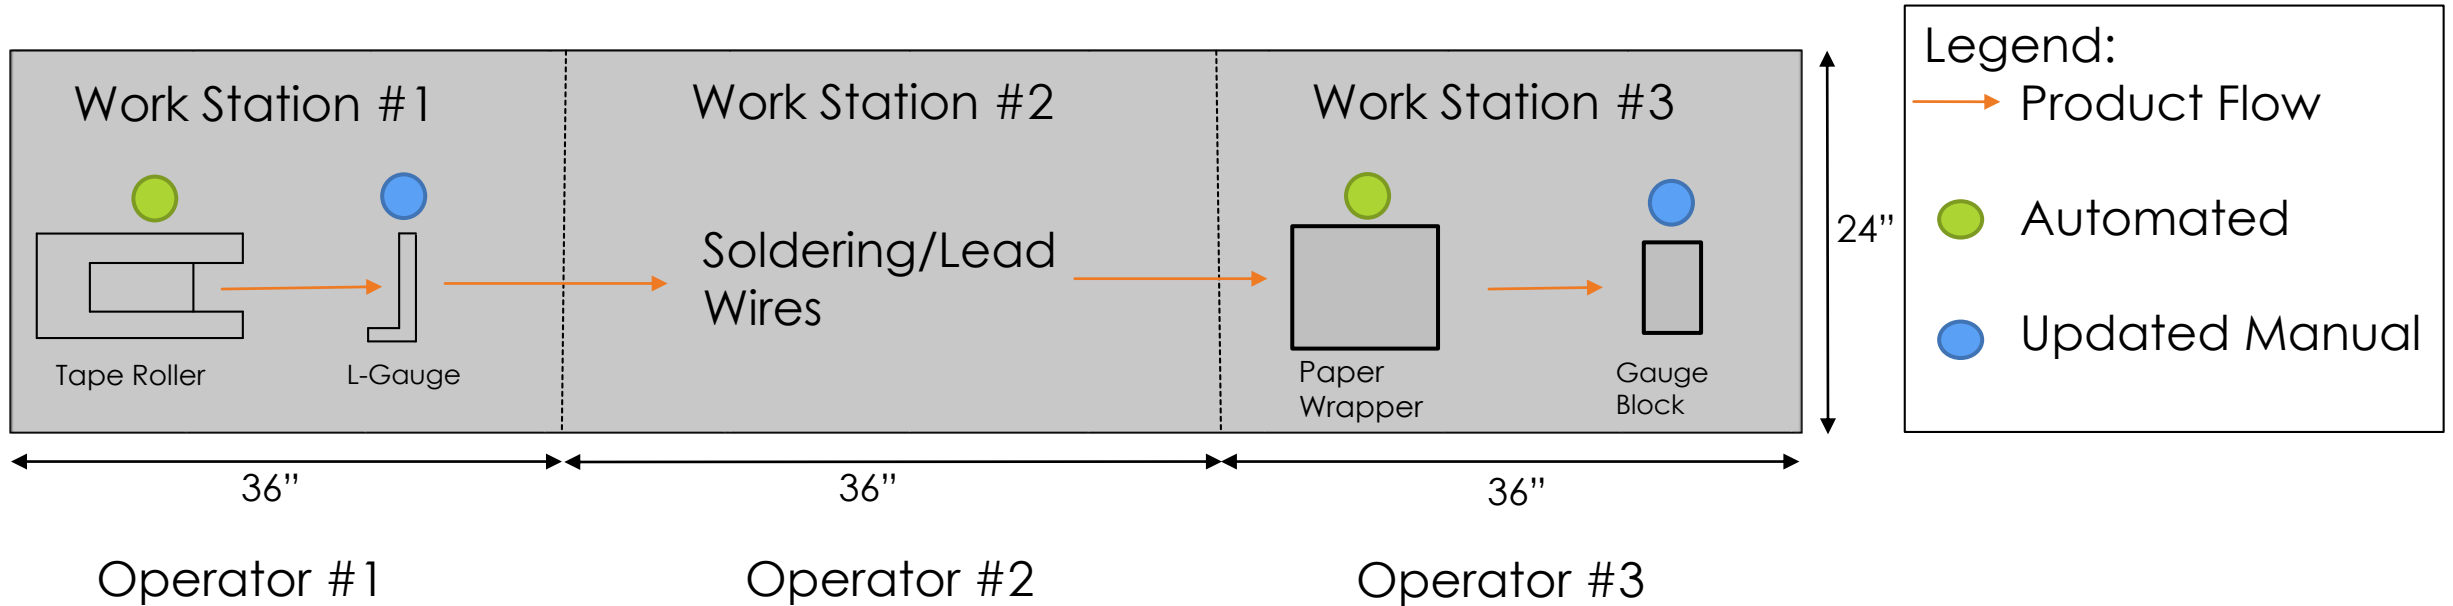 Work Station #1
Work Station #2
Work Station #3
Soldering/Lead
Wires
Tape Roller
L-Gauge
Paper
Wrapper
Gauge
Block
24”
36”
36”
36”
Operator #1
Operator #2
Operator #3
Legend:
Product Flow
Automated
Updated Manual